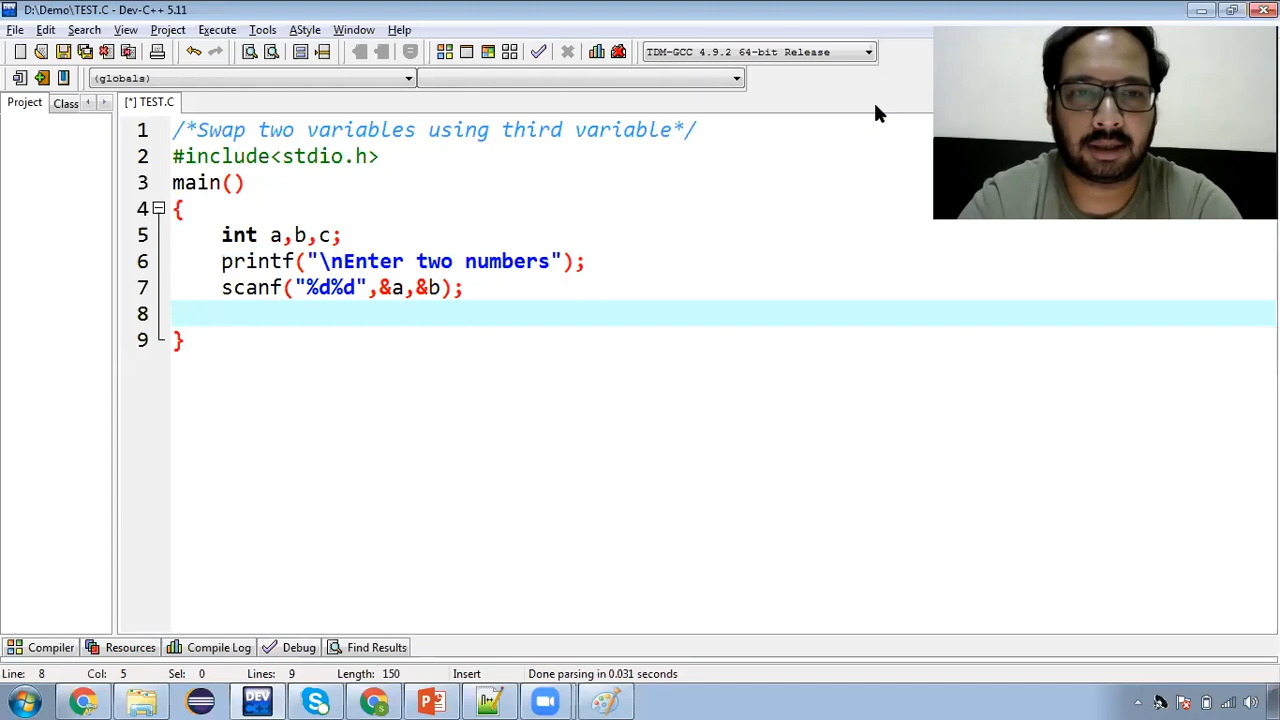 D:\Demo\TEST.C - Dev-C++ 5.11
File Edit Search View Project Execute Tools AStyle Window Help
TDM-GCC 4.9.2 64-bit Release
(globals)
Project Class [*] TEST.C
1 /*Swap two variables using third variable*/
2 #include<stdio.h>
3 main()
4 {
5 int a,b,c;
6 printf("\nEnter two numbers");
7 scanf("%d%d",&a,&b);
8
9 }
Compiler Resources Compile Log Debug Find Results
Line: 8 Col: 5 Sel: 0 Lines: 9 Length: 150 Insert Done parsing in 0.031 seconds
DEV C++